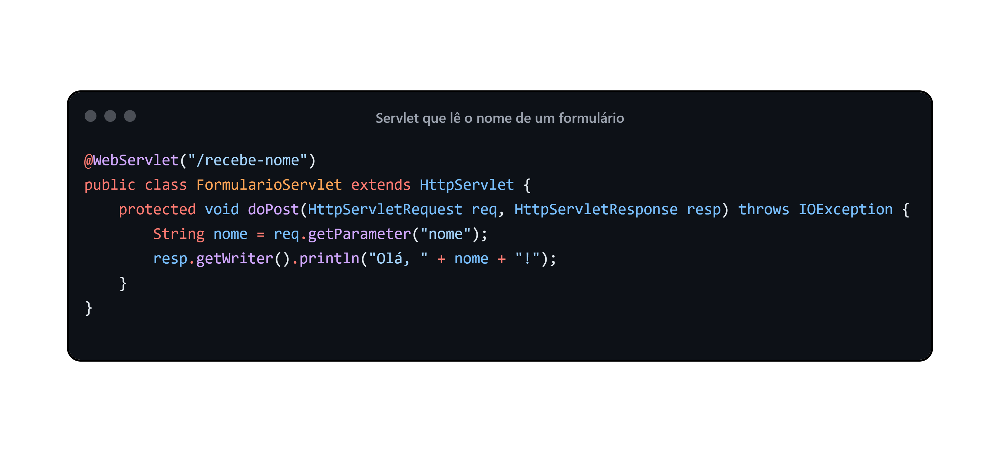 Servlet que lê o nome de um formulário
@WebServlet("/recebe-nome")
public class FormularioServlet extends HttpServlet {
    protected void doPost(HttpServletRequest req, HttpServletResponse resp) throws IOException {
        String nome = req.getParameter("nome");
        resp.getWriter().println("Olá, " + nome + "!");
    }
}